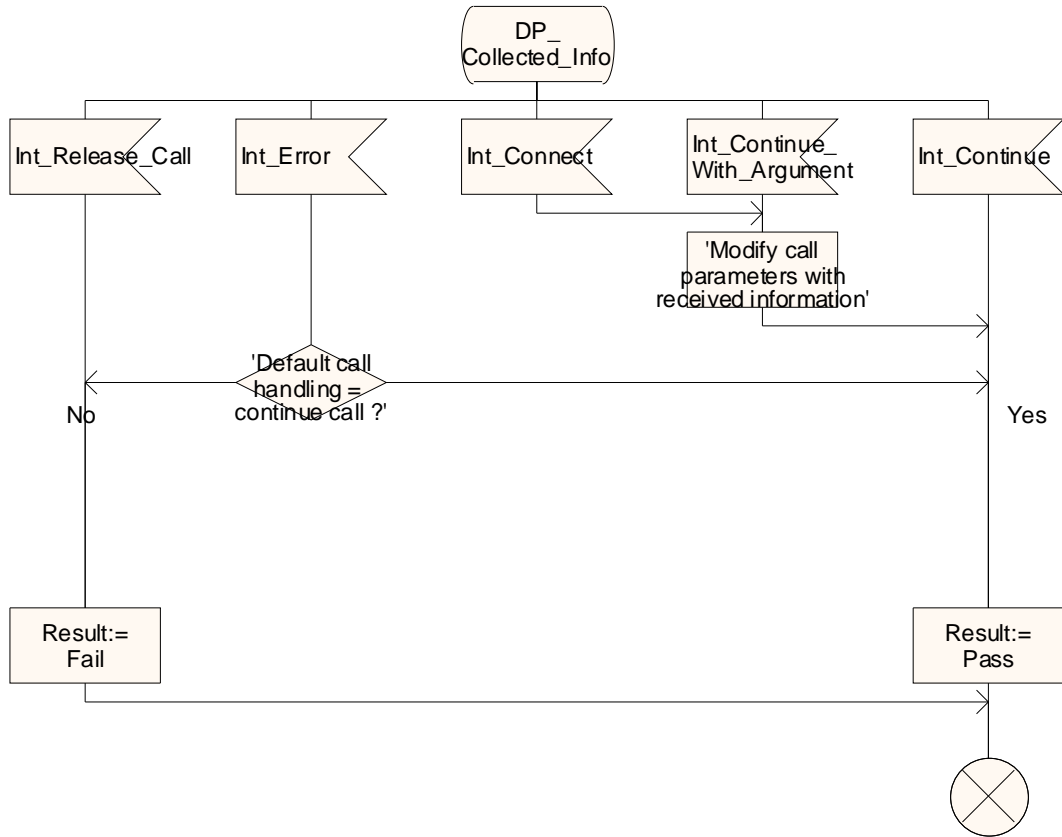 DP_
Collected_Info
Int_Release_Call
Int_Error
Int_Connect
Int_Continue_
With_Argument
Int_Continue
'Modify call
parameters with
received information'
'Default call
handling =
continue call ?'
No
Yes
Result:=
Fail
Result:=
Pass